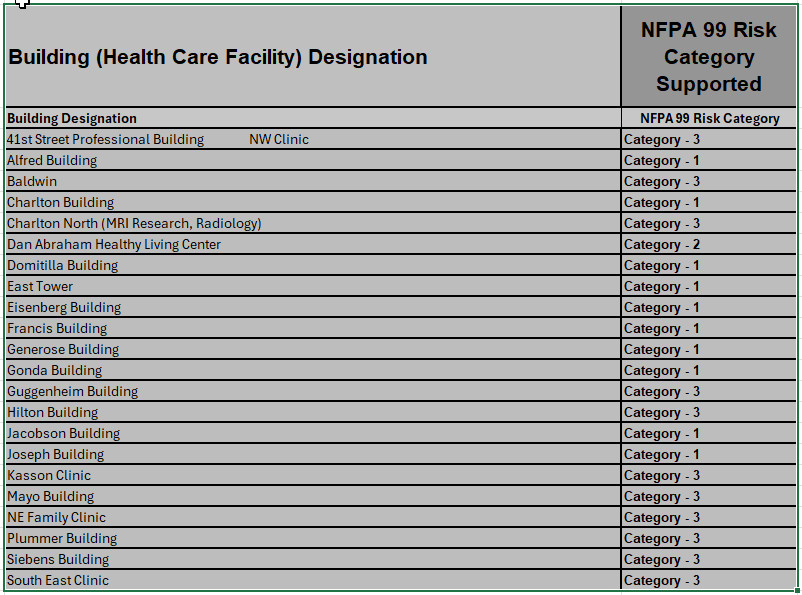 Building (Health Care Facility) Designation NFPA 99 Risk Category Supported
Building Designation NFPA 99 Risk Category
41st Street Professional Building NW Clinic Category - 3
Alfred Building Category - 1
Baldwin Category - 3
Charlton Building Category - 1
Charlton North (MRI Research, Radiology) Category - 3
Dan Abraham Healthy Living Center Category - 2
Domitilla Building Category - 1
East Tower Category - 1
Eisenberg Building Category - 1
Francis Building Category - 1
Generose Building Category - 1
Gonda Building Category - 1
Guggenheim Building Category - 3
Hilton Building Category - 3
Jacobson Building Category - 1
Joseph Building Category - 1
Kasson Clinic Category - 3
Mayo Building Category - 3
NE Family Clinic Category - 3
Plummer Building Category - 3
Siebens Building Category - 3
South East Clinic Category - 3